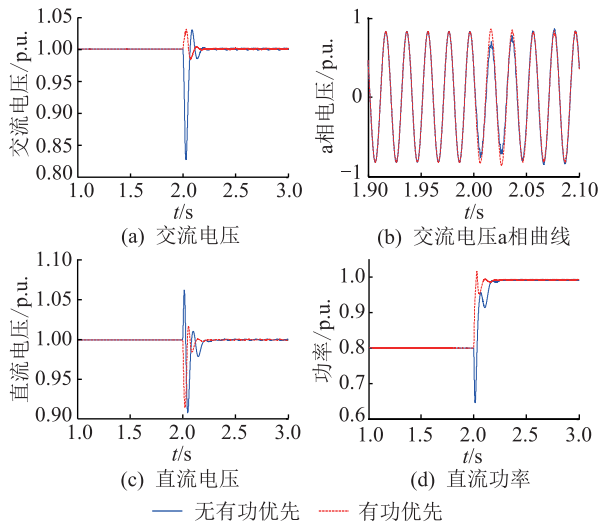 交流电压/p.u.
1.05
1.00
0.95
0.90
0.85
0.80
1.0 1.5 2.0 2.5 3.0
t/s
(a) 交流电压
a相电压/p.u.
1
0
−1
1.90 1.95 2.00 2.05 2.10
t/s
(b) 交流电压a相曲线
直流电压/p.u.
1.10
1.05
1.00
0.95
0.90
1.0 1.5 2.0 2.5 3.0
t/s
(c) 直流电压
功率/p.u.
1.0
0.9
0.8
0.7
0.6
1.0 1.5 2.0 2.5 3.0
t/s
(d) 直流功率
无有功优先 有功优先